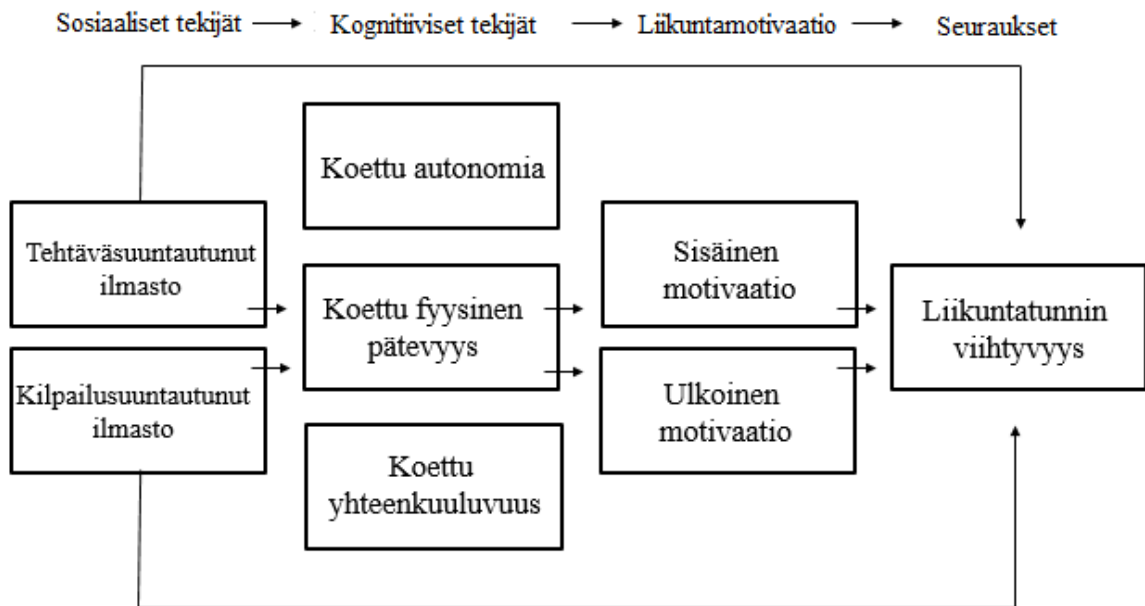 Sosiaaliset tekijät
Kognitiiviset tekijät
Liikuntamotivaatio
Seuraukset
Koettu autonomia
Tehtäväsuuntautunut
ilmasto
Sisäinen
motivaatio
Koettu fyysinen
pätevyys
Liikuntatunnin
viihtyvyys
Kilpailusuuntautunut
ilmasto
Ulkoinen
motivaatio
Koettu
yhteenkuuluvuus